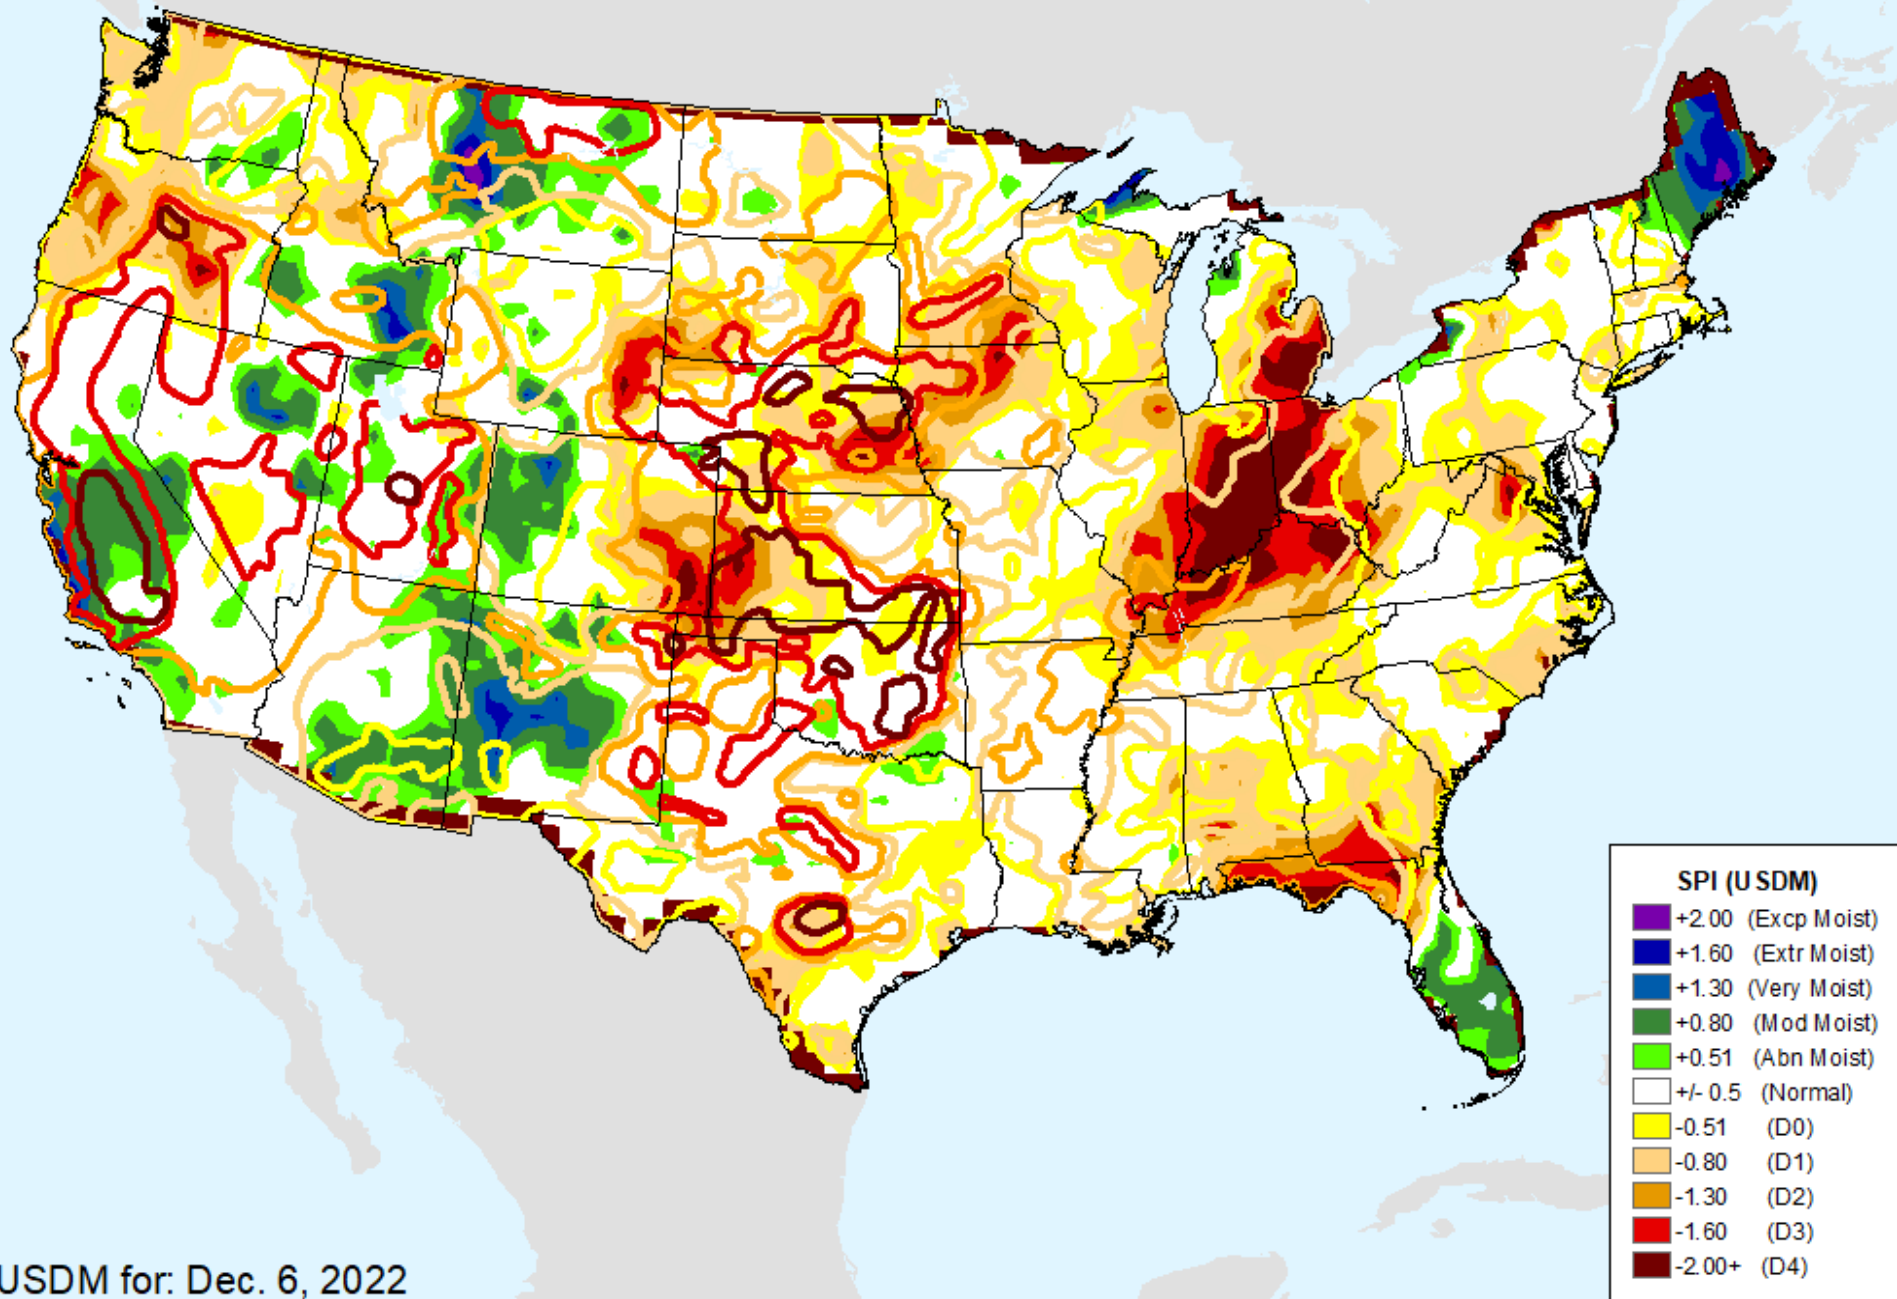 SPI (USDM)
+2.00 (Excp Moist)
+1.60 (Extr Moist)
+1.30 (Very Moist)
+0.80 (Mod Moist)
+0.51 (Abn Moist)
+/- 0.5 (Normal)
-0.51 (D0)
-0.80 (D1)
-1.30 (D2)
-1.60 (D3)
-2.00+ (D4)
USDM for: Dec. 6, 2022